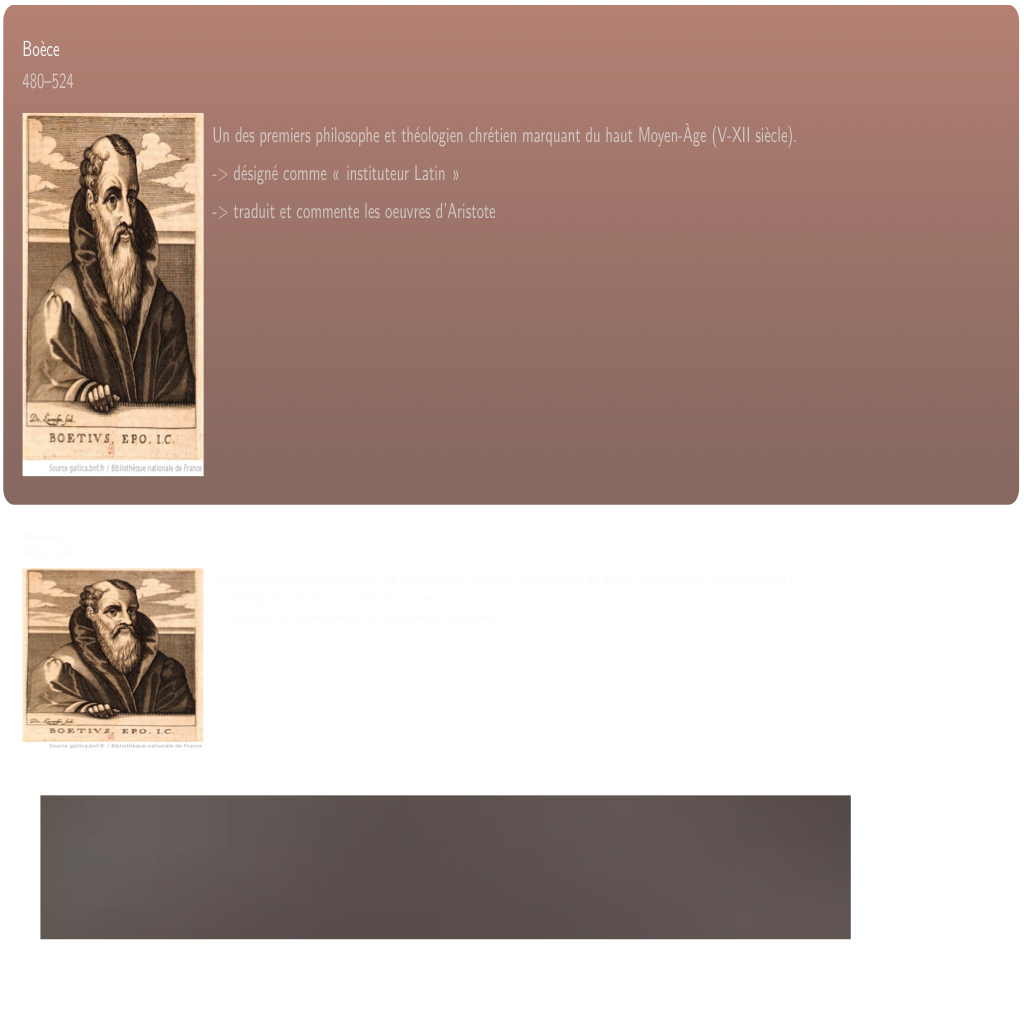 Boèce
480–524
Un des premiers philosophe et théologien chrétien marquant du haut Moyen-Âge (V-XII siècle).
-> désigné comme « instituteur Latin »
-> traduit et commente les oeuvres d'Aristote
BOETIVS, EPO. I.C.
Source gallica.bnf.fr / Bibliothèque nationale de France
BOETIVS, EPO. I.C.
Source gallica.bnf.fr / Bibliothèque nationale de France